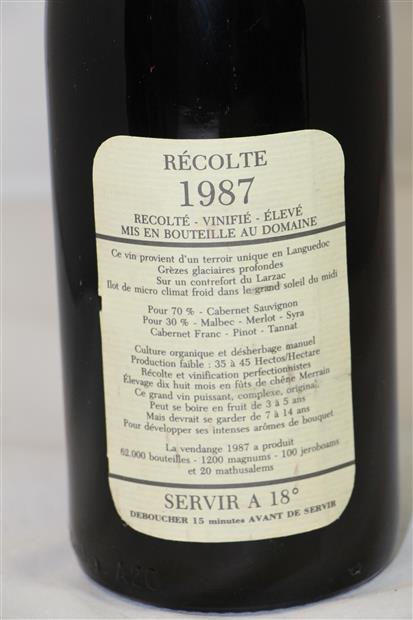 RÉCOLTE
1987
RECOLTÉ - VINIFIÉ - ÉLEVÉ
MIS EN BOUTEILLE AU DOMAINE
Ce vin provient d'un terroir unique en Languedoc
Grèzes glaciaires profondes
Sur un contrefort du Larzac
Ilot de micro climat froid dans le grand soleil du midi
Pour 70 % - Cabernet Sauvignon
Pour 30 % - Malbec - Merlot - Syra
Cabernet Franc - Pinot - Tannat
Culture organique et désherbage manuel
Production faible : 35 à 45 Hectos/Hectare
Récolte et vinification perfectionnistes
Élevage dix huit mois en fûts de chêne Merrain
Ce grand vin puissant, complexe, original
Peut se boire en fruit de 3 à 5 ans
Mais devrait se garder de 7 à 14 ans
Pour développer ses intenses arômes de bouquet
La vendange 1987 a produit
62.000 bouteilles - 1200 magnums - 100 jeroboams
et 20 mathusalems
SERVIR A 18°
DEBOUCHER 15 minutes AVANT DE SERVIR